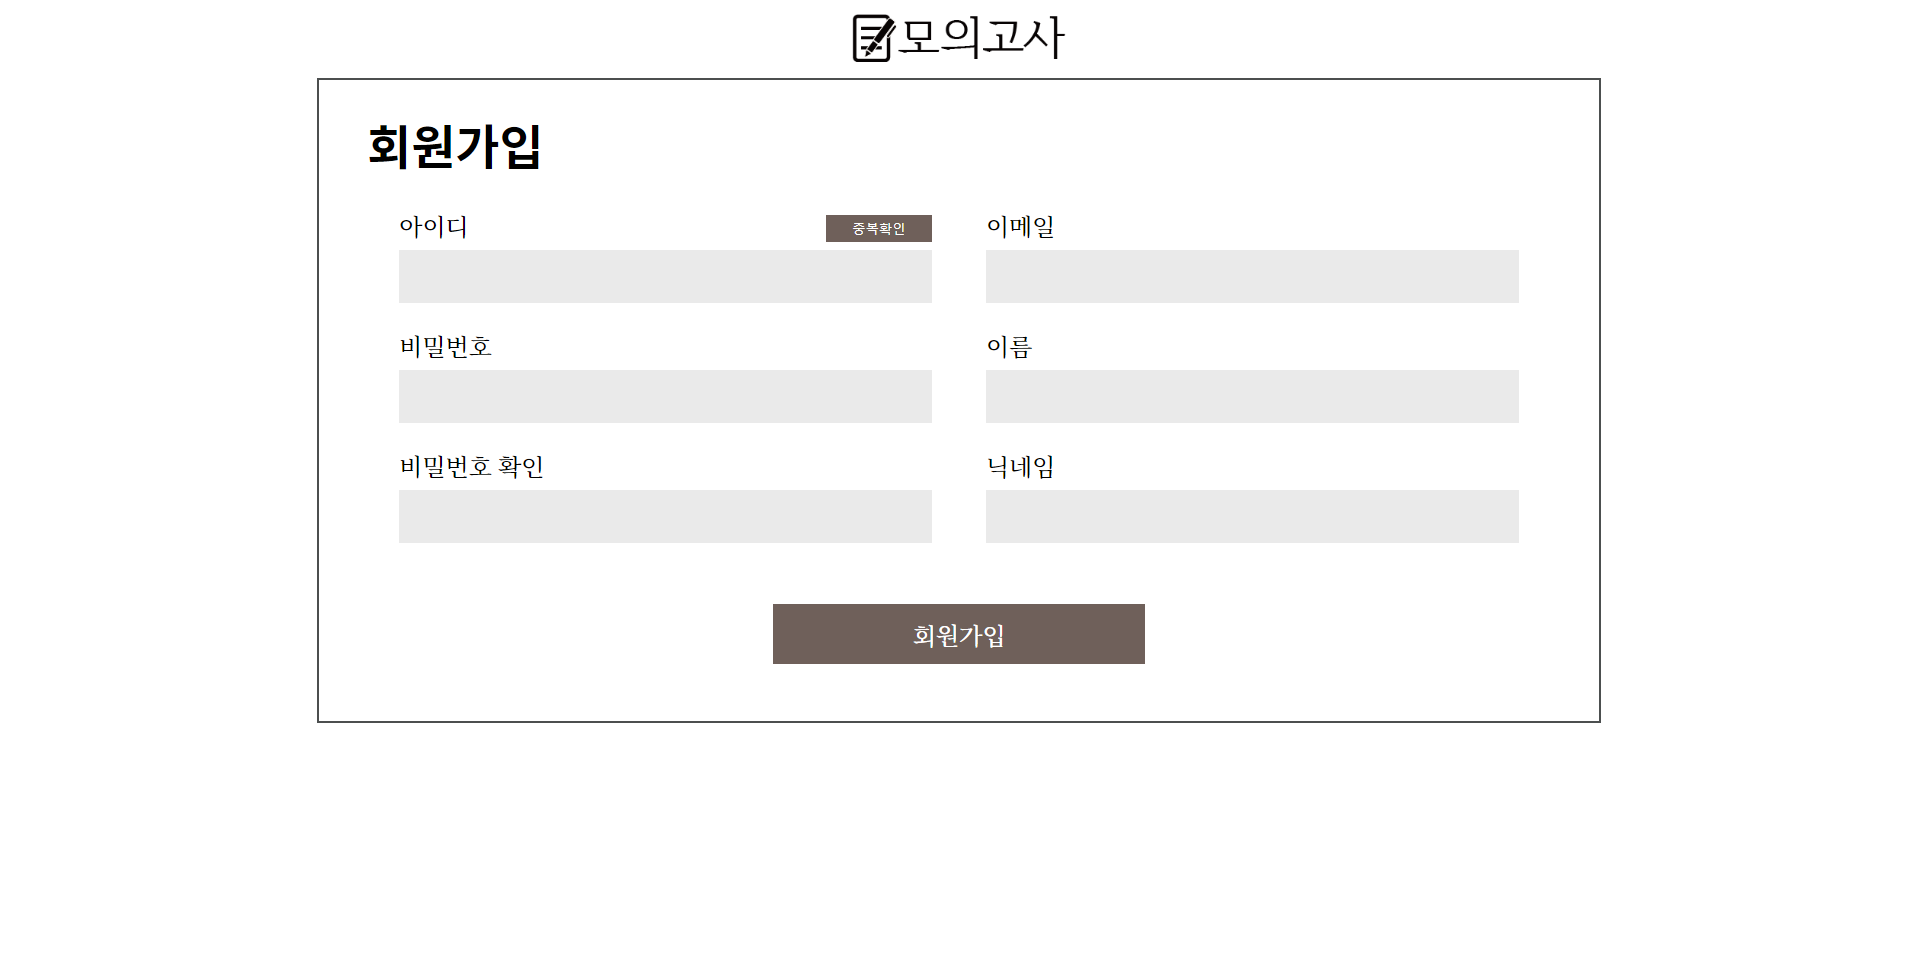 모의고사
회원가입
아이디
중복확인
이메일
비밀번호
이름
비밀번호 확인
닉네임
회원가입